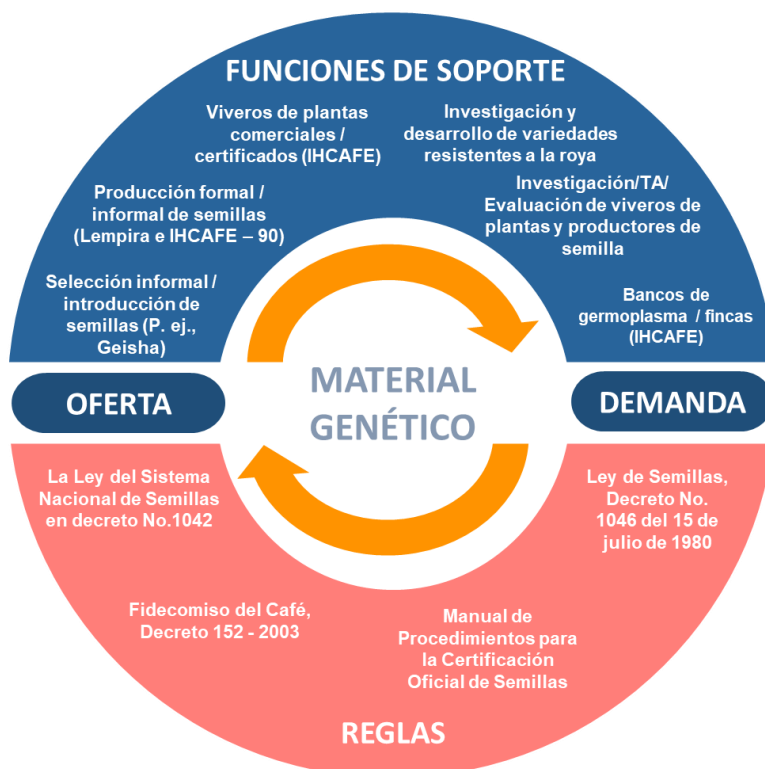 FUNCIONES DE SOPORTE
Viveros de plantas
comerciales /
certificados (IHCAFE)
Investigación y
desarrollo de variedades
resistentes a la roya
Producción formal /
informal de semillas
(Lempira e IHCAFE – 90)
Investigación/TA/
Evaluación de viveros de
plantas y productores de
semilla
Selección informal /
introducción de
semillas (P. ej.,
Geisha)
Bancos de
germoplasma / fincas
(IHCAFE)
OFERTA
MATERIAL
GENÉTICO
DEMANDA
La Ley del Sistema
Nacional de Semillas
en decreto No.1042
Ley de Semillas,
Decreto No.
1046 del 15 de
julio de 1980
Fidecomiso del Café,
Decreto 152 - 2003
Manual de
Procedimientos para
la Certificación
Oficial de Semillas
REGLAS